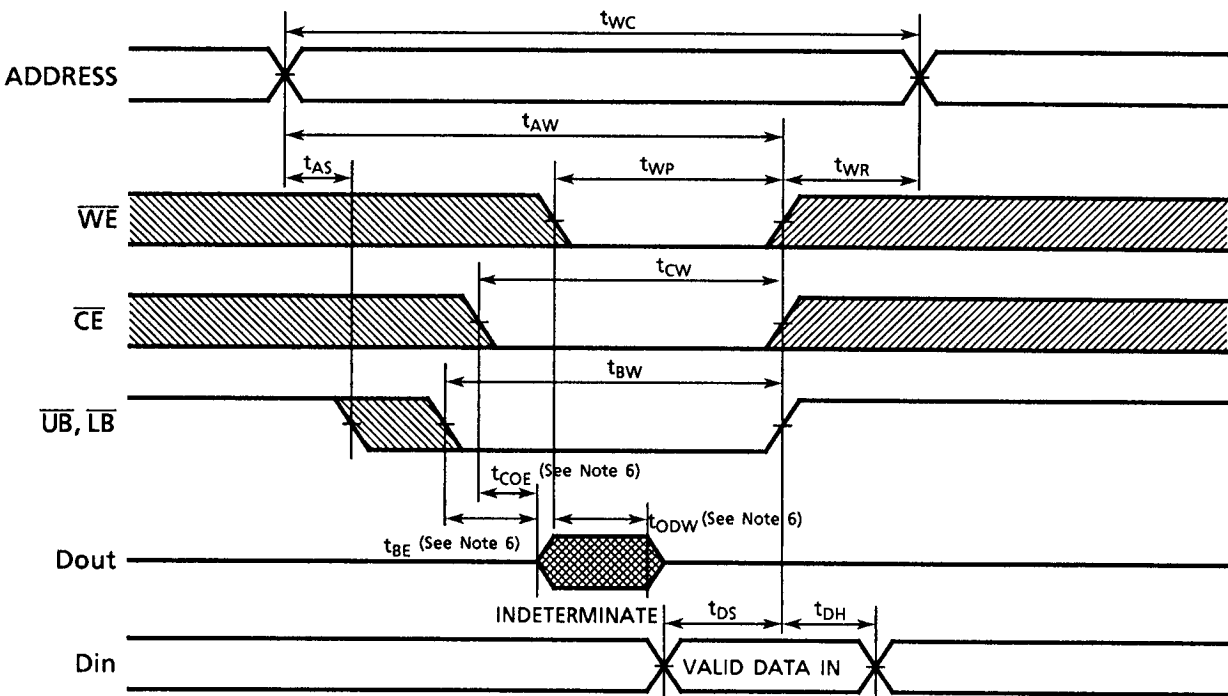 tWC
ADDRESS
tAW
tAS
tWP
tWR
WE
tCW
CE
tBW
UB, LB
tCOE (See Note 6)
tODW (See Note 6)
tBE (See Note 6)
Dout
INDETERMINATE
tDS
tDH
Din
VALID DATA IN